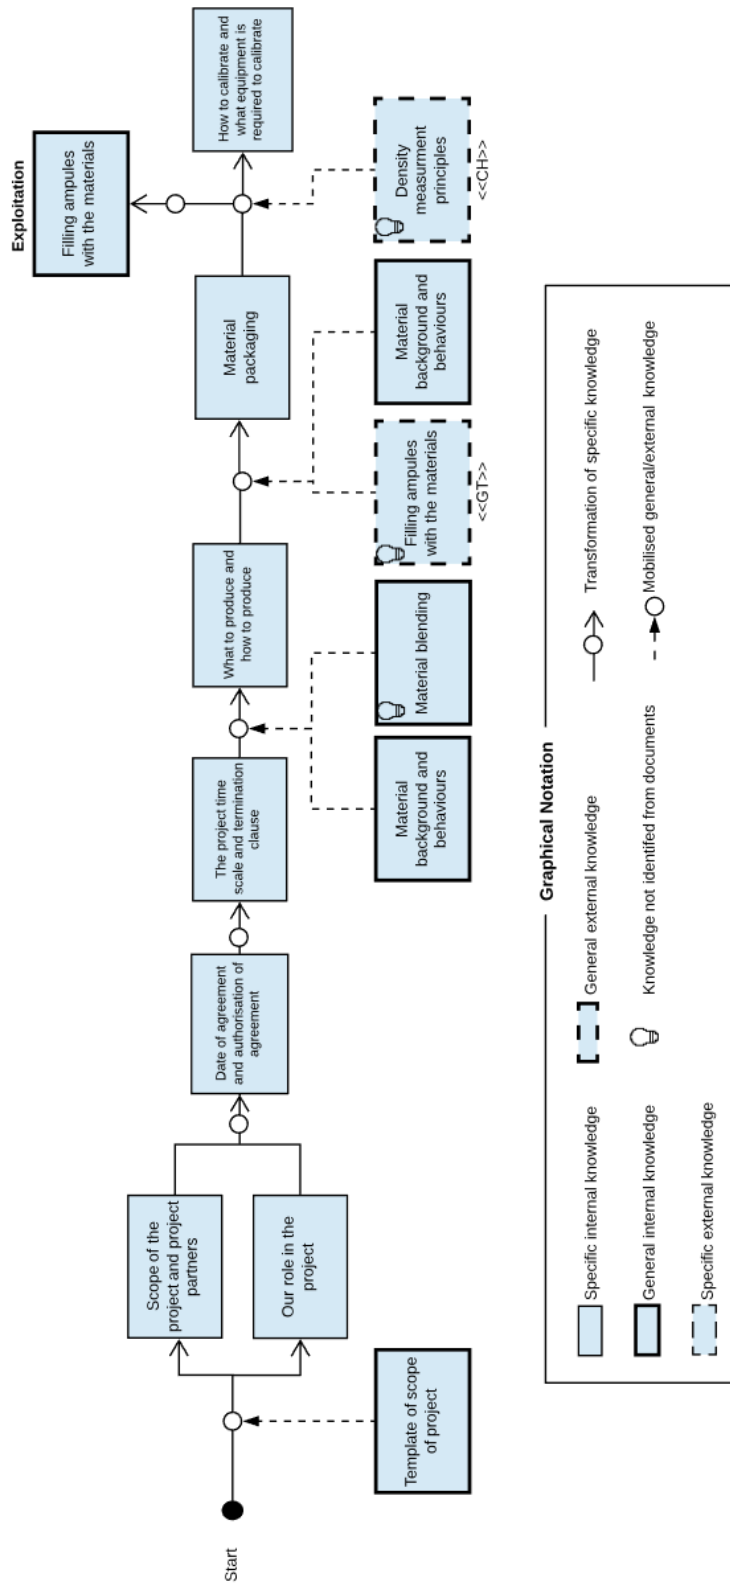 Start
Template of scope
of project
Scope of the
project and project
partners
Our role in the
project
Date of agreement
and authorisation of
agreement
The project time
scale and termination
clause
Material
background and
behaviours
Material blending
What to produce and
how to produce
Filling ampules
with the materials
<<GT>>
Material
background and
behaviours
Material
packaging
Density
measurment
principles
<<CH>>
Exploitation
Filling ampules
with the materials
How to calibrate and
what equipment is
required to calibrate
Graphical Notation
Specific internal knowledge
General internal knowledge
Specific external knowledge
General external knowledge
Knowledge not identifed from documents
Transformation of specific knowledge
Mobilised general/external knowledge